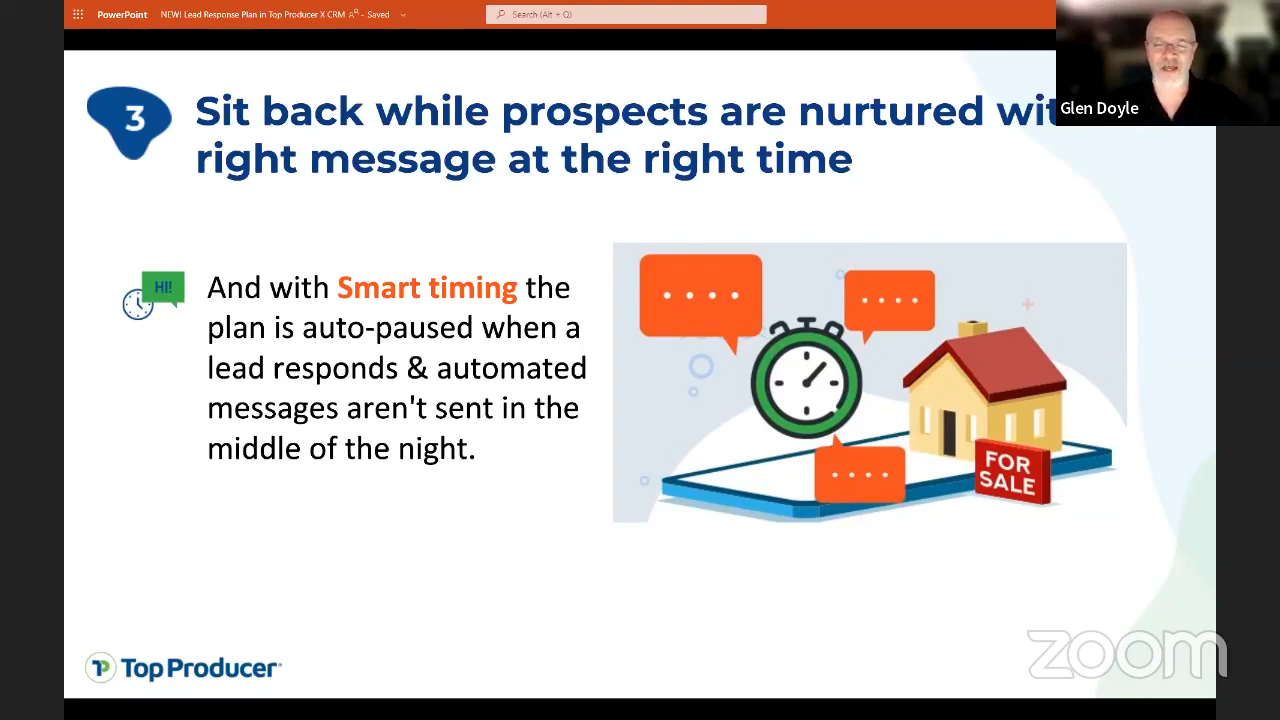 PowerPoint NEW! Lead Response Plan in Top Producer X CRM - Saved Search (Alt + Q)
Glen Doyle
3
Sit back while prospects are nurtured
right message at the right time
HI!
And with Smart timing the
plan is auto-paused when a
lead responds & automated
messages aren't sent in the
middle of the night.
FOR
SALE
TP Top Producer
zoom